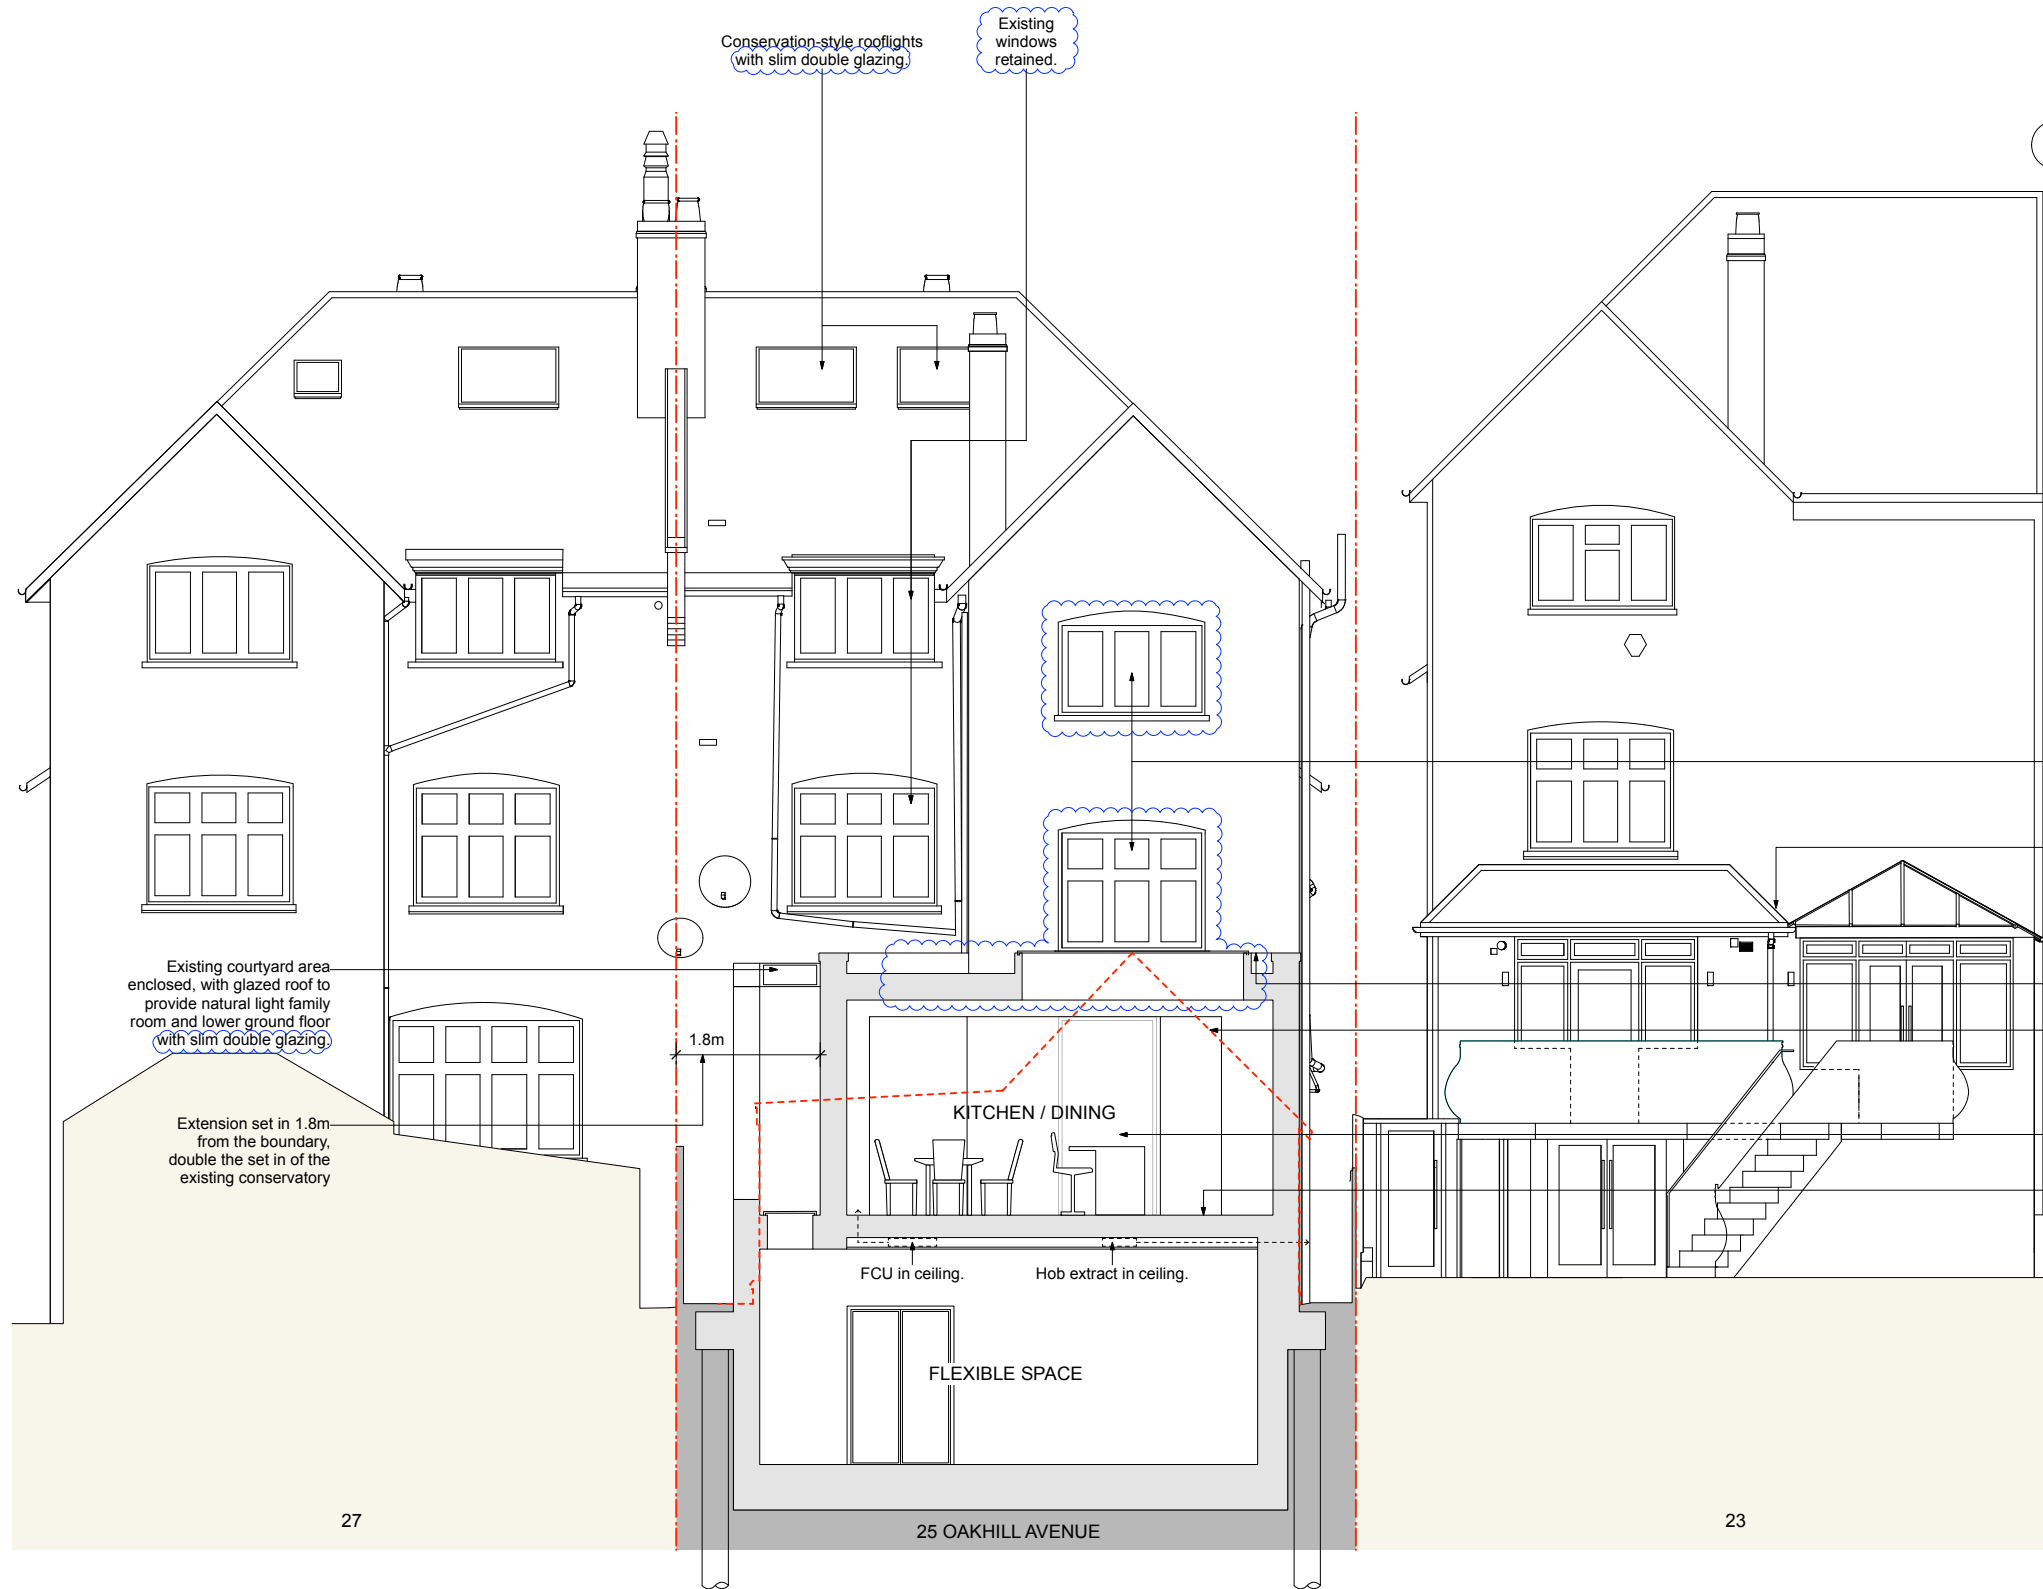 Conservation-style rooflights
with slim double glazing.
Existing
windows
retained.
Existing courtyard area
enclosed, with glazed roof to
provide natural light family
room and lower ground floor
with slim double glazing.
1.8m
Extension set in 1.8m
from the boundary,
double the set in of the
existing conservatory
KITCHEN / DINING
FCU in ceiling.
Hob extract in ceiling.
FLEXIBLE SPACE
27
25 OAKHILL AVENUE
23